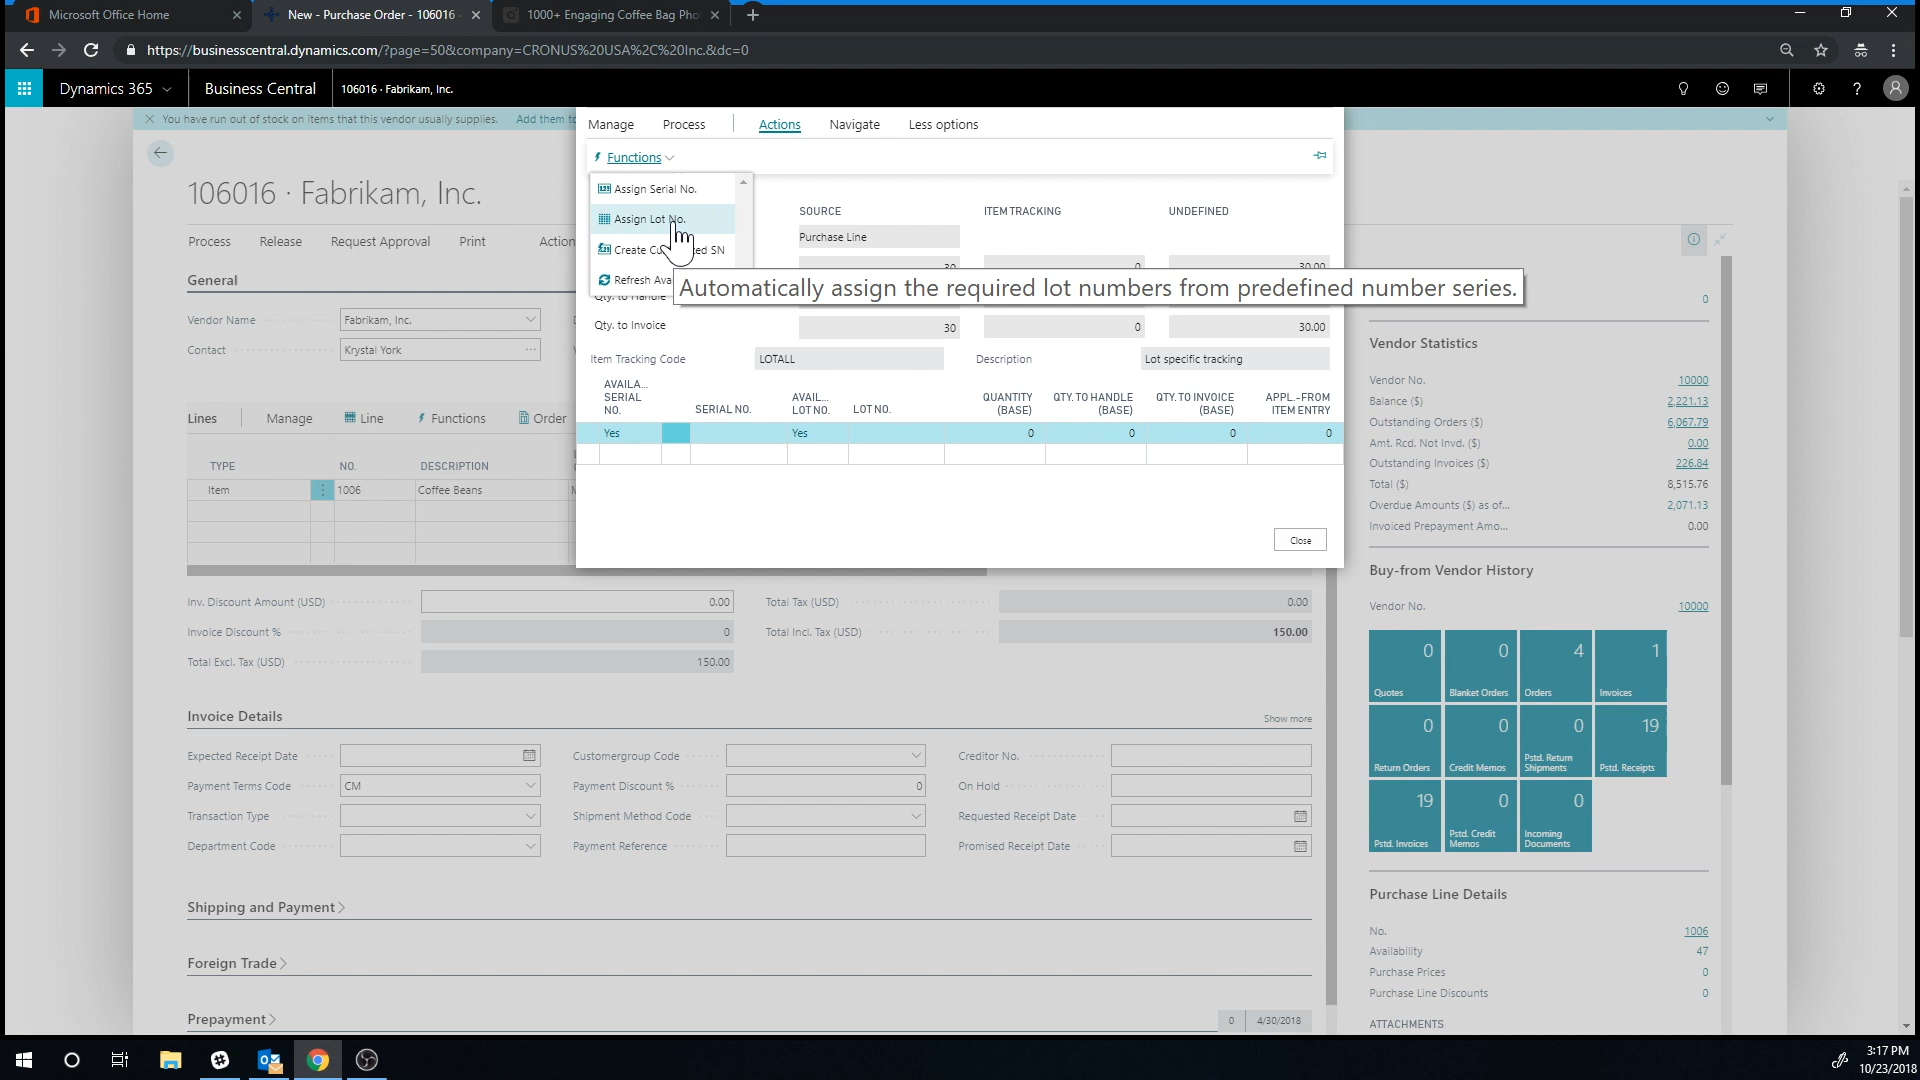 Microsoft Office Home
New - Purchase Order - 106016
1000+ Engaging Coffee Bag Pho
https://businesscentral.dynamics.com/?page=50&company=CRONUS%20USA%2C%20Inc.&dc=0
Dynamics 365
Business Central
106016 · Fabrikam, Inc.
You have run out of stock on items that this vendor usually supplies. Add them to
Manage Process Actions Navigate Less options
Functions
106016 · Fabrikam, Inc.
Assign Serial No.
Assign Lot No.
SOURCE ITEM TRACKING UNDEFINED
Purchase Line
Process Release Request Approval Print Action
30 0 30.00
Refresh Ava
Automatically assign the required lot numbers from predefined number series.
General
Qty. to Handle
0
Vendor Name Fabrikam, Inc.
Qty. to Invoice 30 0 30.00
Contact Krystal York
Item Tracking Code LOTALL Description Lot specific tracking
Vendor Statistics
Vendor No. 10000
Balance ($) 2,221.13
Outstanding Orders ($) 6,067.79
Amt. Rcd. Not Invd. ($) 0.00
Outstanding Invoices ($) 226.84
Total ($) 8,515.76
Overdue Amounts ($) as of... 2,071.13
Invoiced Prepayment Amo... 0.00
AVAILA... SERIAL NO. SERIAL NO. AVAIL... LOT NO. LOT NO. QUANTITY (BASE) QTY. TO HANDLE (BASE) QTY. TO INVOICE (BASE) APPL.-FROM ITEM ENTRY
Yes Yes 0 0 0 0
Lines Manage Line Functions Order
TYPE NO. DESCRIPTION
Item 1006 Coffee Beans
Close
Inv. Discount Amount (USD) 0.00 Total Tax (USD) 0.00
Invoice Discount % 0 Total Incl. Tax (USD) 150.00
Total Excl. Tax (USD) 150.00
Buy-from Vendor History
Vendor No. 10000
0 0 4 1
Quotes Blanket Orders Orders Invoices
0 0 0 19
Return Orders Credit Memos Pstd. Return Shipments Pstd. Receipts
19 0 0
Pstd. Invoices Pstd. Credit Memos Incoming Documents
Invoice Details Show more
Expected Receipt Date Customergroup Code Creditor No.
Payment Terms Code CM Payment Discount % 0 On Hold
Transaction Type Shipment Method Code Requested Receipt Date
Department Code Payment Reference Promised Receipt Date
Shipping and Payment
Foreign Trade
Prepayment 0 4/30/2018
Purchase Line Details
No. 1006
Availability 47
Purchase Prices 0
Purchase Line Discounts 0
ATTACHMENTS
3:17 PM
10/23/2018